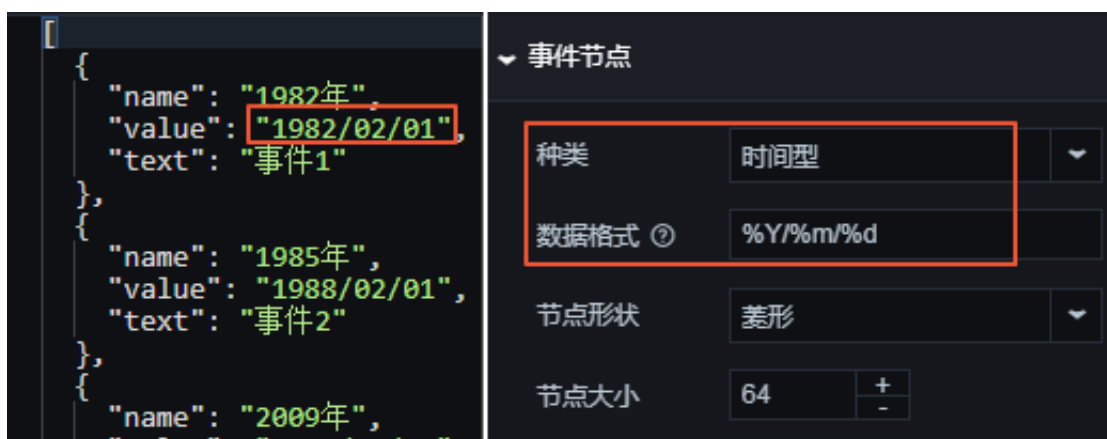 [
{
"name": "1982年",
"value": "1982/02/01",
"text": "事件1"
},
{
"name": "1985年",
"value": "1988/02/01",
"text": "事件2"
},
{
"name": "2009年",
事件节点
种类 时间型
数据格式 ? %Y/%m/%d
节点形状 菱形
节点大小 64 + -